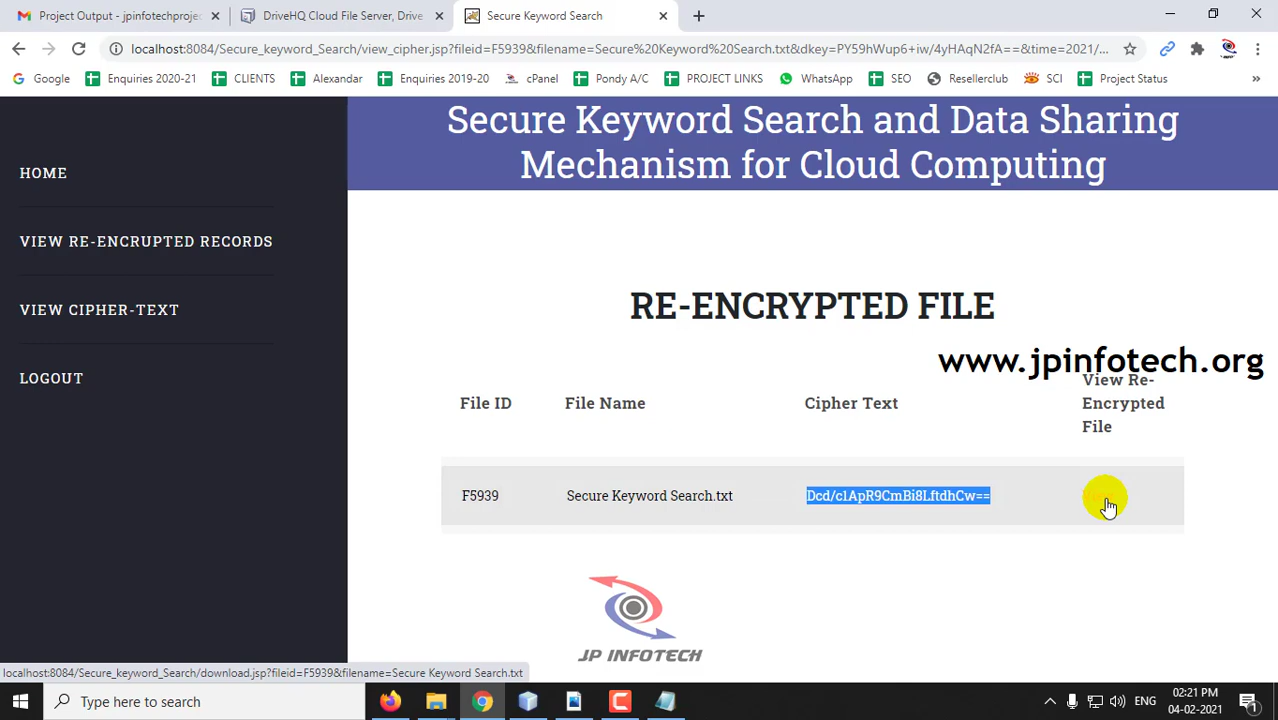 Project Output - jpinfotechproje
DriveHQ Cloud File Server, Drive
Secure Keyword Search
localhost:8084/Secure_keyword_Search/view_cipher.jsp?fileid=F5939&filename=Secure%20Keyword%20Search.txt&dkey=PY59hWup6+iw/4yHAqN2fA==&time=2021/...
Google Enquiries 2020-21 CLIENTS Alexandar Enquiries 2019-20 cPanel Pondy A/C PROJECT LINKS WhatsApp SEO Resellerclub SCI Project Status »
Secure Keyword Search and Data Sharing
Mechanism for Cloud Computing
HOME
VIEW RE-ENCRUPTED RECORDS
VIEW CIPHER-TEXT
LOGOUT
RE-ENCRYPTED FILE
www.jpinfotech.org
File ID File Name Cipher Text View Re-
Encrypted
File
F5939 Secure Keyword Search.txt Dcd/c1ApR9CmBi8LftdhCw==
JP INFOTECH
localhost:8084/Secure_keyword_Search/download.jsp?fileid=F5939&filename=Secure Keyword Search.txt
Type here to search
ENG
02:21 PM
04-02-2021
1